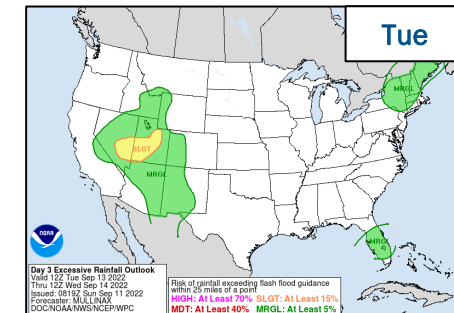 Tue
MRGL
SLGT
MRGL
MRGL
NOAA
Day 3 Excessive Rainfall Outlook
Valid 12Z Tue Sep 13 2022
Thru 12Z Wed Sep 14 2022
Issued: 0819Z Sun Sep 11 2022
Forecaster: MULLINAX
DOC/NOAA/NWS/NCEP/WPC
Risk of rainfall exceeding flash flood guidance
within 25 miles of a point
HIGH: At Least 70% SLGT: At Least 15%
MDT: At Least 40% MRGL: At Least 5%